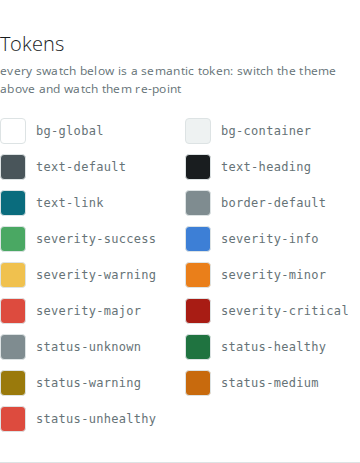 Tokens
every swatch below is a semantic token: switch the theme
above and watch them re-point
bg-global
bg-container
text-default
text-heading
text-link
border-default
severity-success
severity-info
severity-warning
severity-minor
severity-major
severity-critical
status-unknown
status-healthy
status-warning
status-medium
status-unhealthy